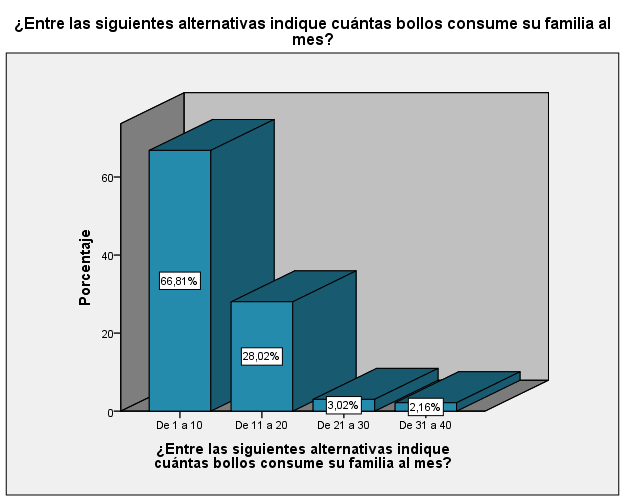 ¿Entre las siguientes alternativas indique cuántas bollos consume su familia al
mes?
Porcentaje
60
40
20
0
66,81%
28,02%
3,02%
2,16%
De 1 a 10
De 11 a 20
De 21 a 30
De 31 a 40
¿Entre las siguientes alternativas indique
cuántas bollos consume su familia al mes?